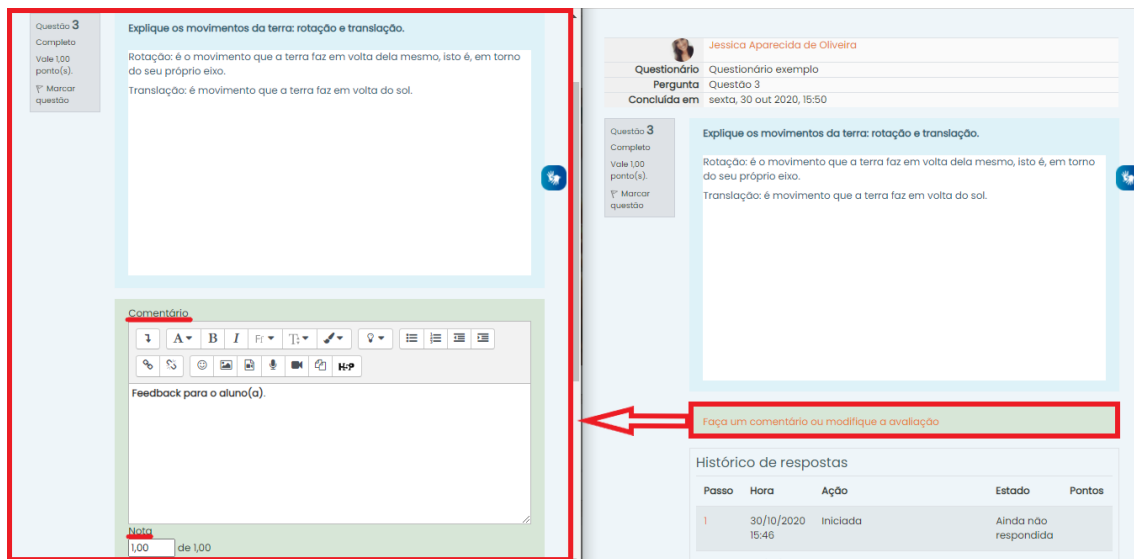 Questão 3
Completo
Vale 1,00
ponto(s).
Marcar
questão
Explique os movimentos da terra: rotação e translação.
Rotação: é o movimento que a terra faz em volta dela mesmo, isto é, em torno
do seu próprio eixo.
Translação: é movimento que a terra faz em volta do sol.
Comentário
A B I
H-P
Feedback para o aluno(a).
Nota
1,00 de 1,00
Jessica Aparecida de Oliveira
Questionário Questionário exemplo
Pergunta Questão 3
Concluída em sexta, 30 out 2020, 15:50
Questão 3
Completo
Vale 1,00
ponto(s).
Marcar
questão
Explique os movimentos da terra: rotação e translação.
Rotação: é o movimento que a terra faz em volta dela mesmo, isto é, em torno
do seu próprio eixo.
Translação: é movimento que a terra faz em volta do sol.
Faça um comentário ou modifique a avaliação
Histórico de respostas
Passo Hora Ação Estado Pontos
1 30/10/2020 Iniciada Ainda não
15:46 respondida